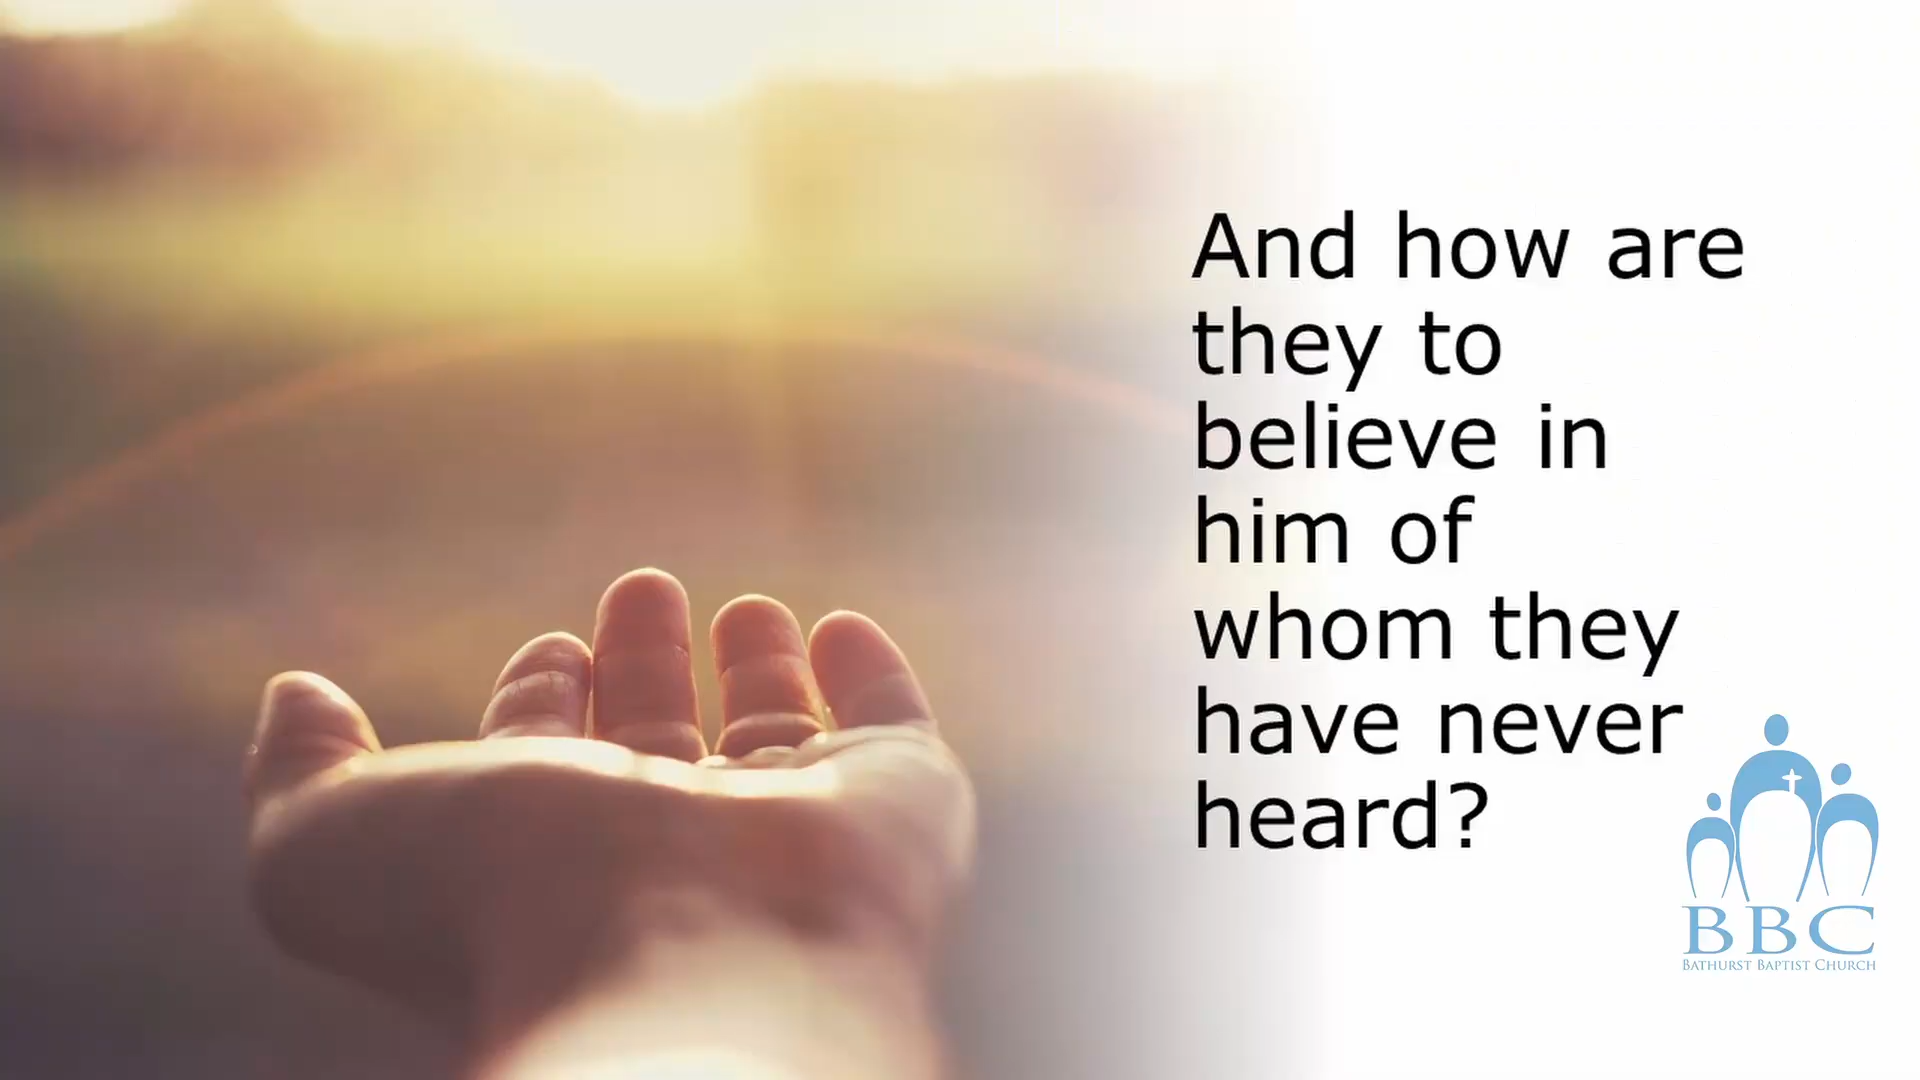 And how are
they to
believe in
him of
whom they
have never
heard?
BBC
BATHURST BAPTIST CHURCH